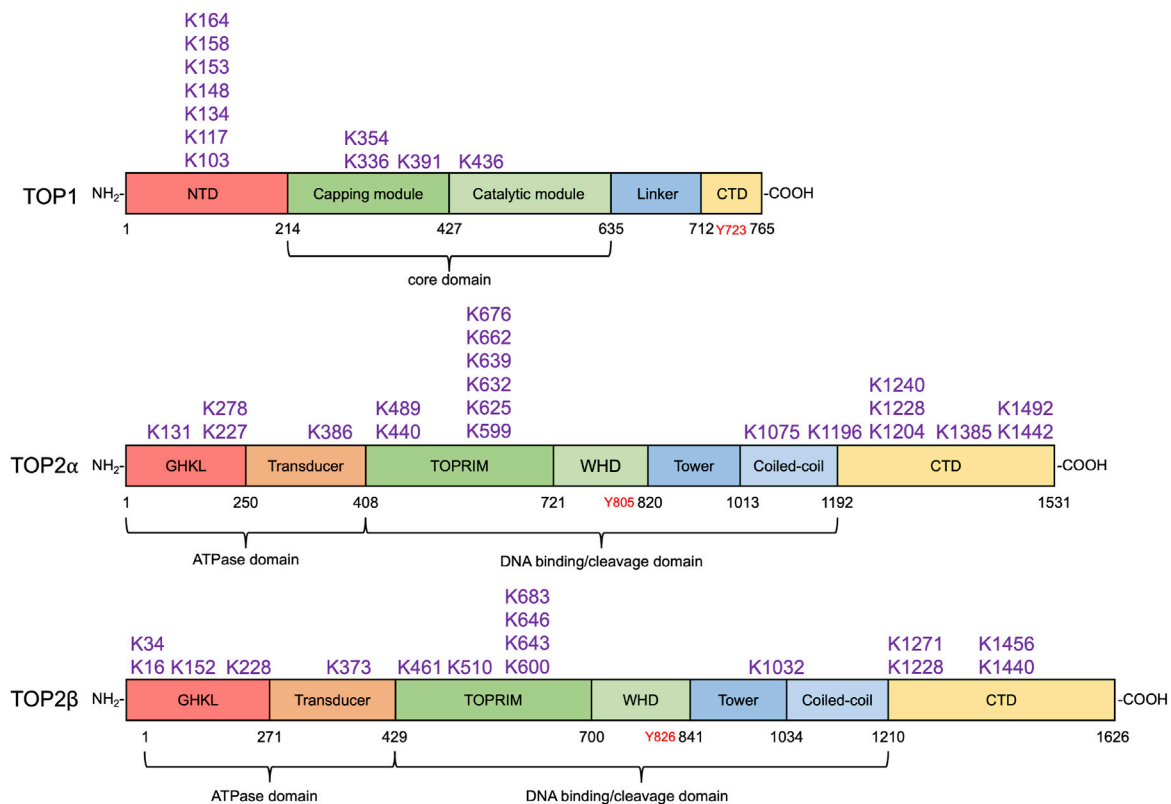 K164
K158
K153
K148
K134
K117
K103
K354
K336 K391 K436
TOP1 NH₂- NTD Capping module Catalytic module Linker CTD -COOH
1 214 427 635 712 Y723 765
core domain
K676
K662
K639
K632
K625
K599
K278
K227
K131
K386
K489
K440
K1075 K1196
K1240
K1228
K1204
K1385
K1492
K1442
TOP2α NH₂- GHKL Transducer TOPRIM WHD Tower Coiled-coil CTD -COOH
1 250 408 721 Y805 820 1013 1192 1531
ATPase domain DNA binding/cleavage domain
K683
K646
K643
K600
K34
K16 K152 K228 K373 K461 K510
K1032
K1271
K1228
K1456
K1440
TOP2β NH₂- GHKL Transducer TOPRIM WHD Tower Coiled-coil CTD -COOH
1 271 429 700 Y826 841 1034 1210 1626
ATPase domain DNA binding/cleavage domain